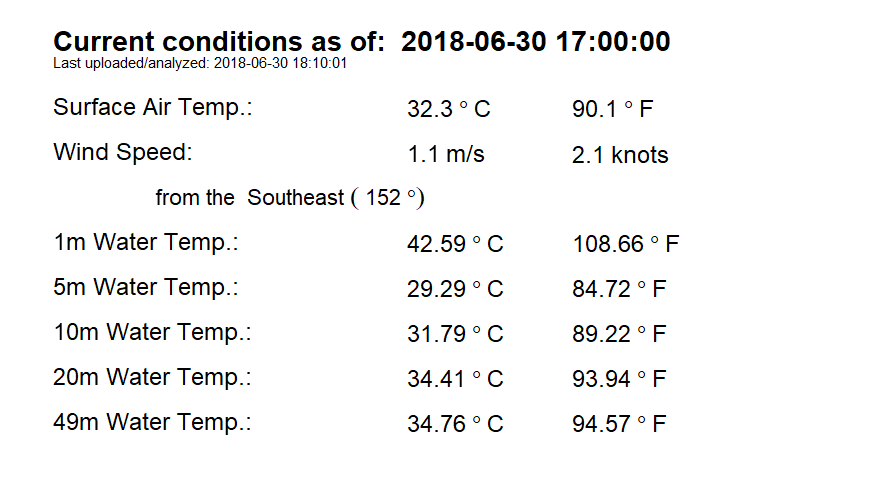 Current conditions as of: 2018-06-30 17:00:00
Last uploaded/analyzed: 2018-06-30 18:10:01
Surface Air Temp.: 32.3 ° C 90.1 ° F
Wind Speed: 1.1 m/s 2.1 knots
from the Southeast ( 152 °)
1m Water Temp.: 42.59 ° C 108.66 ° F
5m Water Temp.: 29.29 ° C 84.72 ° F
10m Water Temp.: 31.79 ° C 89.22 ° F
20m Water Temp.: 34.41 ° C 93.94 ° F
49m Water Temp.: 34.76 ° C 94.57 ° F